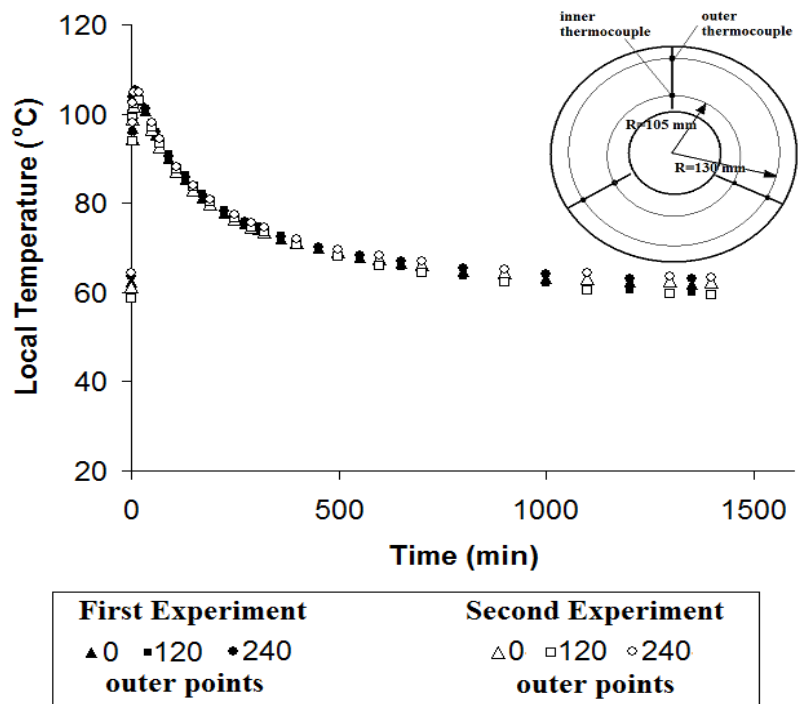 120
100
80
60
40
20
0
500
1000
1500
Local Temperature (°C)
Time (min)
inner
thermocouple
outer
thermocouple
R=105 mm
R=130 mm
First Experiment
▲ 0 ■ 120 ● 240
outer points
Second Experiment
△ 0 □ 120 ○ 240
outer points